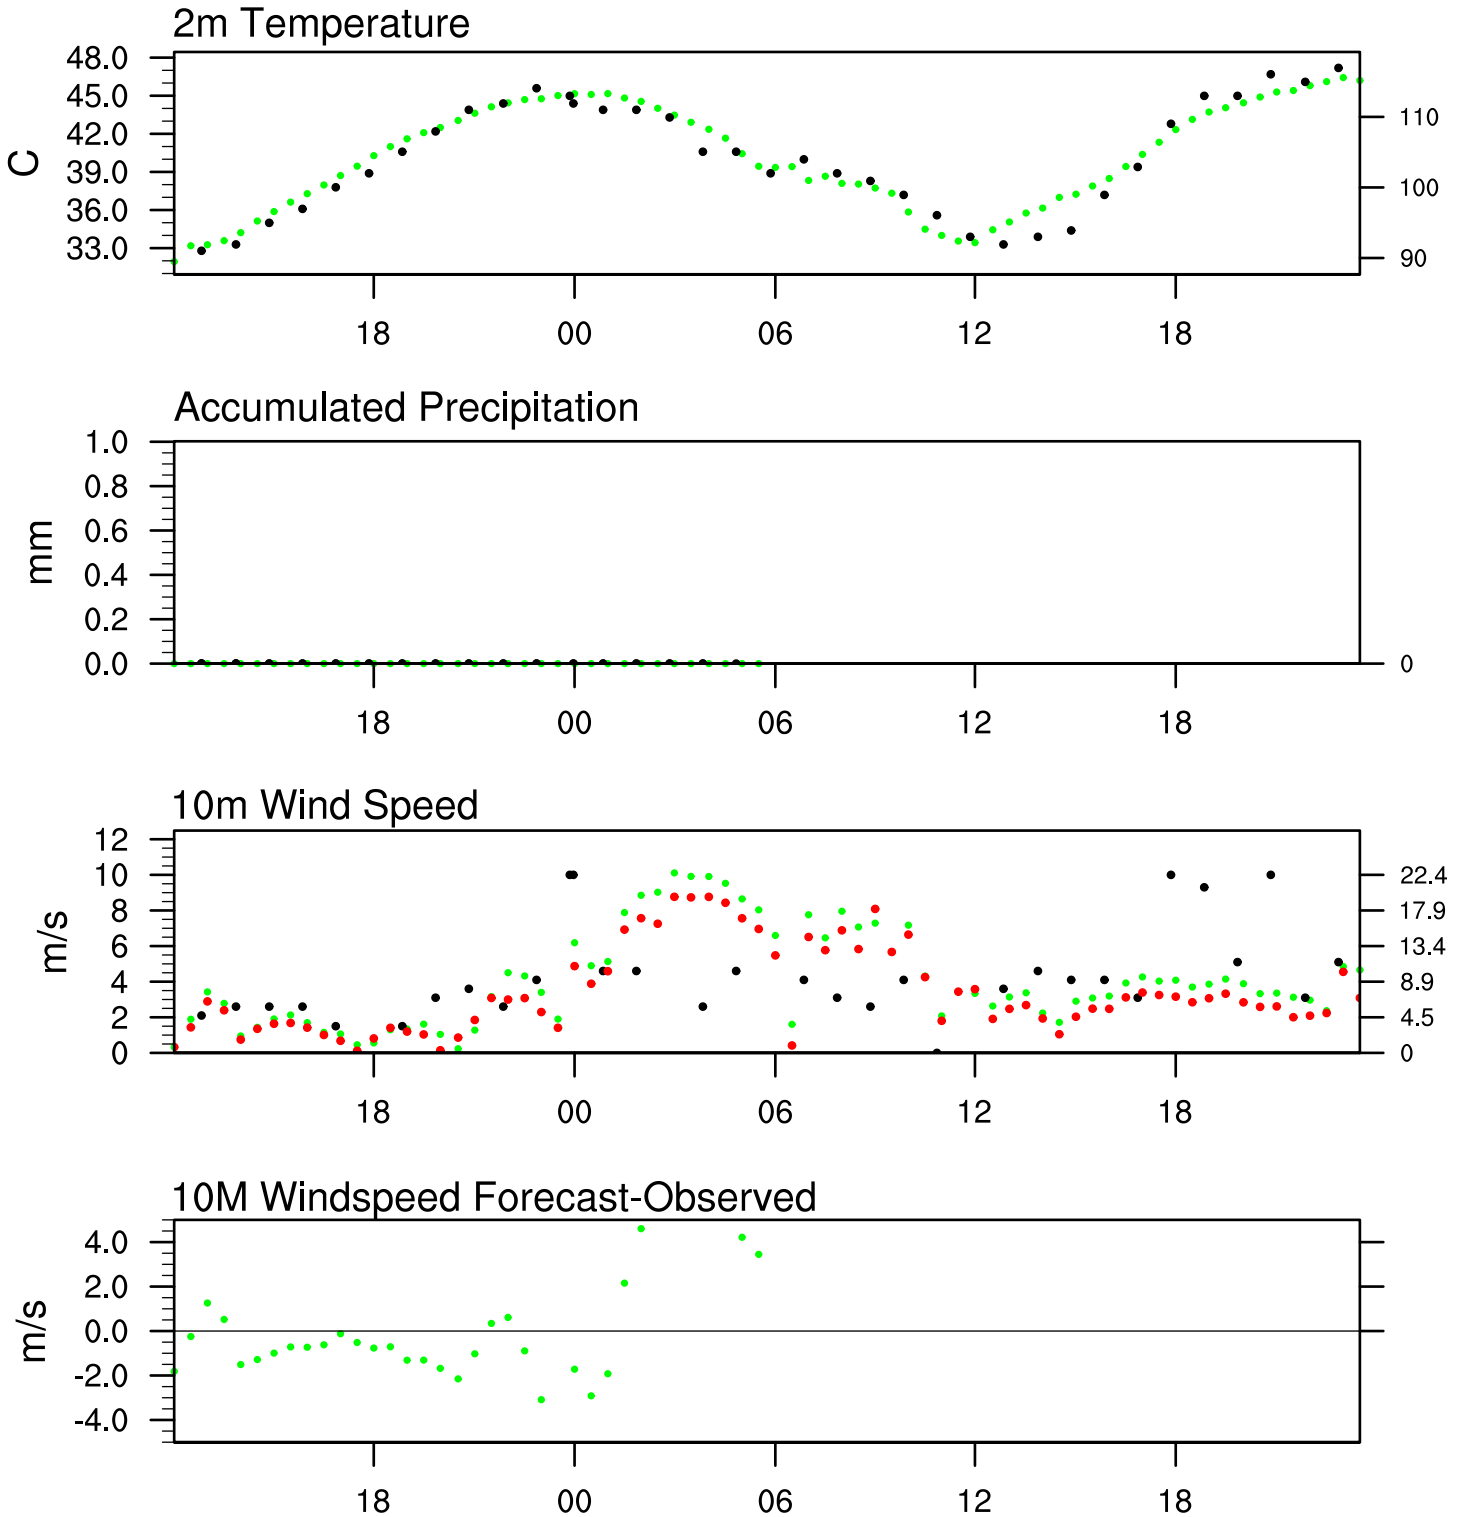 2m Temperature
48.0
45.0
42.0
39.0
36.0
33.0
C
110
100
90
18 00 06 12 18
Accumulated Precipitation
1.0
0.8
0.6
0.4
0.2
0.0
mm
0
18 00 06 12 18
10m Wind Speed
12
10
8
6
4
2
0
m/s
22.4
17.9
13.4
8.9
4.5
0
18 00 06 12 18
10M Windspeed Forecast-Observed
4.0
2.0
0.0
-2.0
-4.0
m/s
18 00 06 12 18